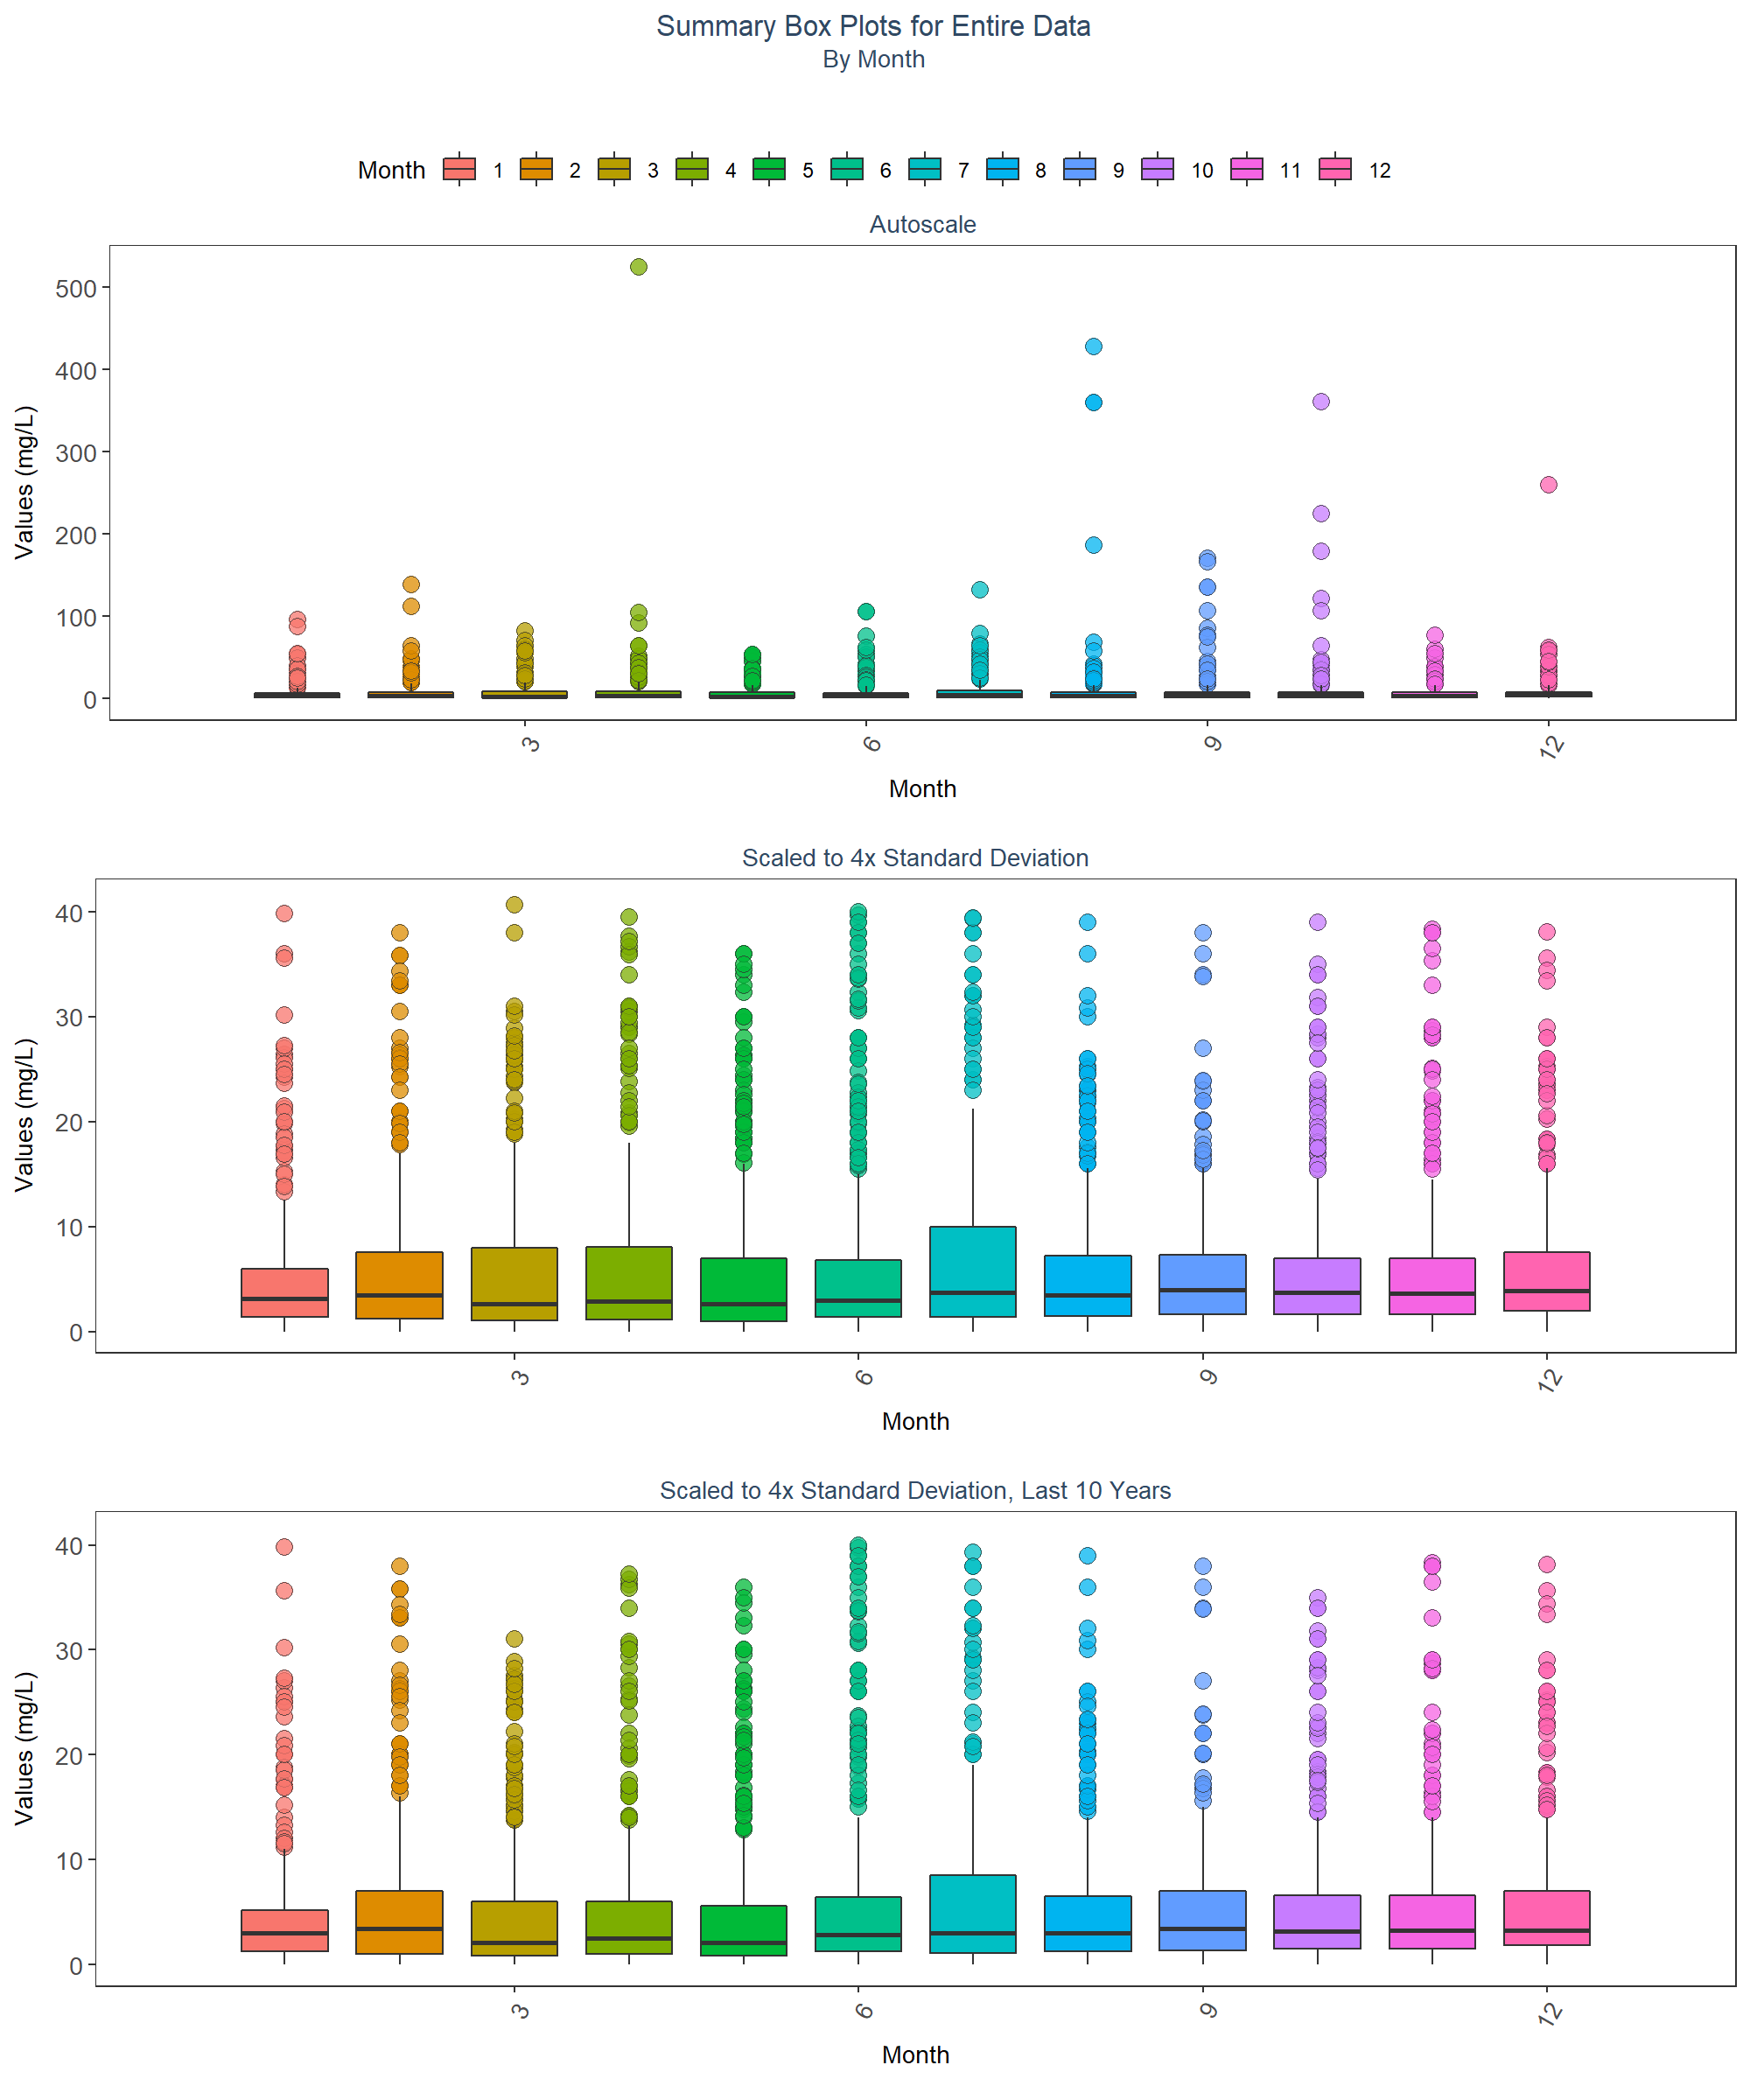 Summary Box Plots for Entire Data
By Month
Month 1 2 3 4 5 6 7 8 9 10 11 12
Autoscale
Values (mg/L)
500
400
300
200
100
0
3 6 9 12
Month
Scaled to 4x Standard Deviation
Values (mg/L)
40
30
20
10
0
3 6 9 12
Month
Scaled to 4x Standard Deviation, Last 10 Years
Values (mg/L)
40
30
20
10
0
3 6 9 12
Month